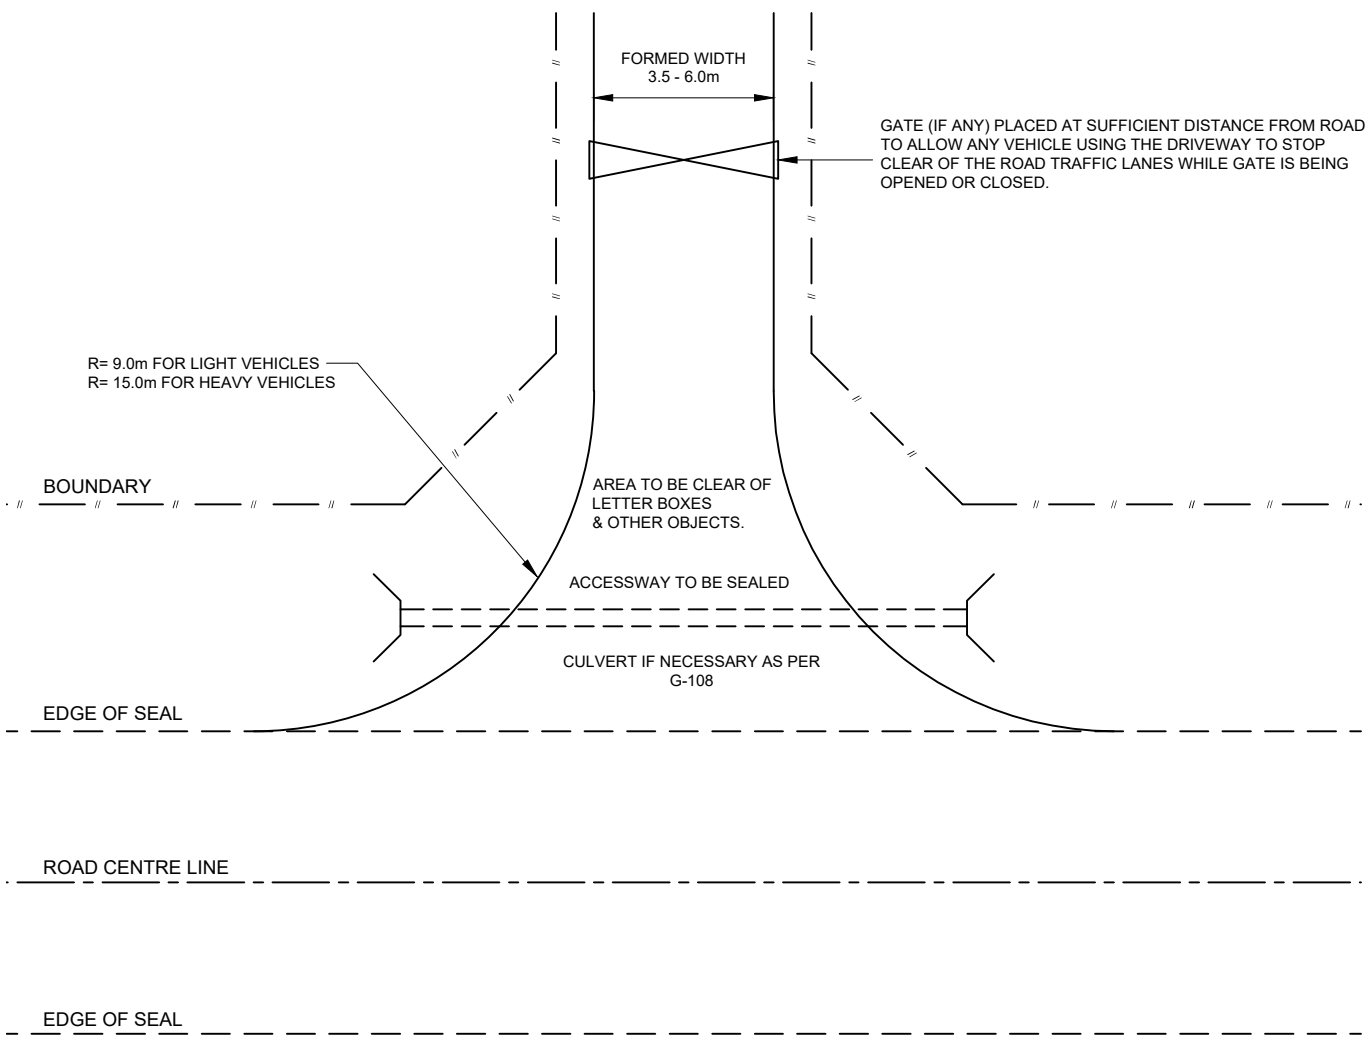 FORMED WIDTH
3.5 - 6.0m
GATE (IF ANY) PLACED AT SUFFICIENT DISTANCE FROM ROAD
TO ALLOW ANY VEHICLE USING THE DRIVEWAY TO STOP
CLEAR OF THE ROAD TRAFFIC LANES WHILE GATE IS BEING
OPENED OR CLOSED.
R= 9.0m FOR LIGHT VEHICLES
R= 15.0m FOR HEAVY VEHICLES
BOUNDARY
AREA TO BE CLEAR OF
LETTER BOXES
& OTHER OBJECTS.
ACCESSWAY TO BE SEALED
CULVERT IF NECESSARY AS PER
G-108
EDGE OF SEAL
ROAD CENTRE LINE
EDGE OF SEAL